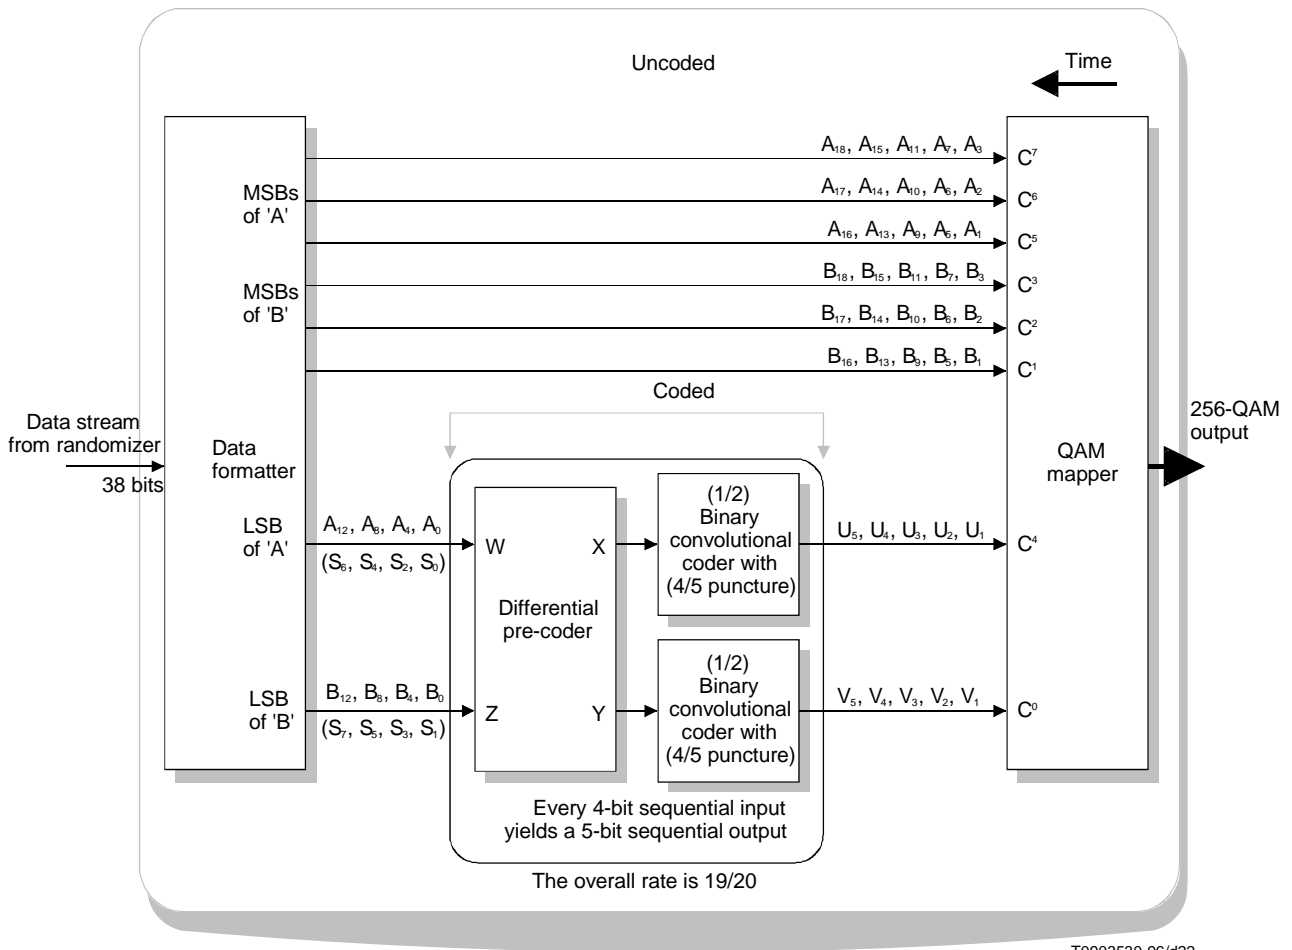 Uncoded
Time
A₁₈, A₁₅, A₁₁, A₇, A₃
C⁷
MSBs
of 'A'
A₁₇, A₁₄, A₁₀, A₆, A₂
C⁶
A₁₆, A₁₃, A₉, A₅, A₁
C⁵
MSBs
of 'B'
B₁₈, B₁₅, B₁₁, B₇, B₃
C³
B₁₇, B₁₄, B₁₀, B₆, B₂
C²
B₁₆, B₁₃, B₉, B₅, B₁
C¹
Coded
Data stream
from randomizer
38 bits
Data
formatter
QAM
mapper
256-QAM
output
LSB
of 'A'
A₁₂, A₈, A₄, A₀
(S₆, S₄, S₂, S₀)
W
X
Differential
pre-coder
(1/2)
Binary
convolutional
coder with
(4/5 puncture)
U₅, U₄, U₃, U₂, U₁
C⁴
LSB
of 'B'
B₁₂, B₈, B₄, B₀
(S₇, S₅, S₃, S₁)
Z
Y
(1/2)
Binary
convolutional
coder with
(4/5 puncture)
V₅, V₄, V₃, V₂, V₁
C⁰
Every 4-bit sequential input
yields a 5-bit sequential output
The overall rate is 19/20